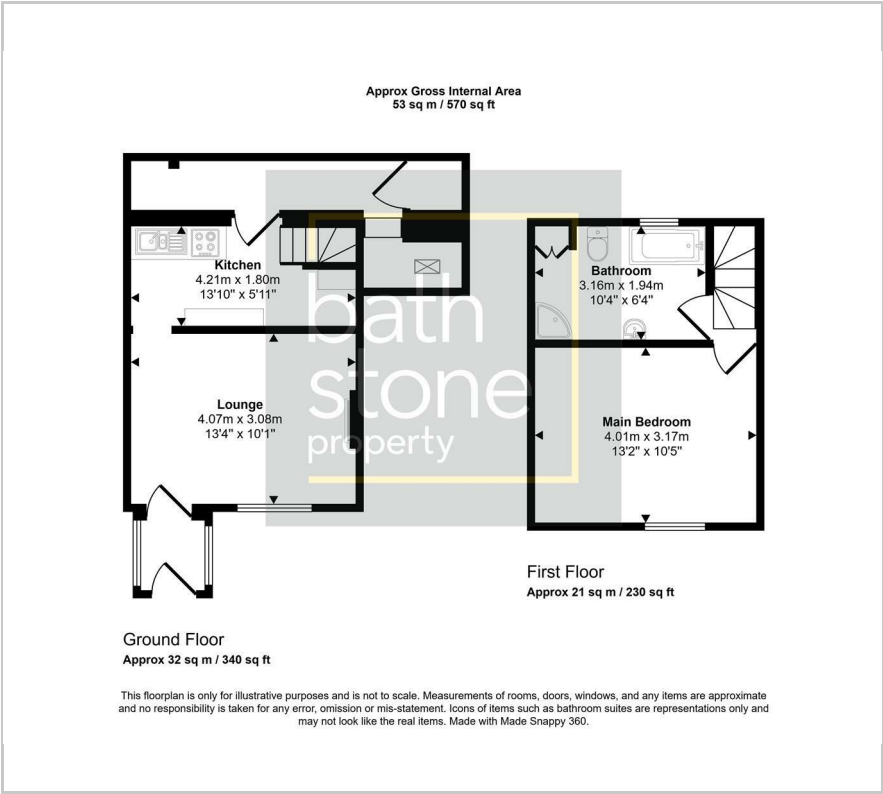 Approx Gross Internal Area
53 sq m / 570 sq ft
Kitchen
4.21m x 1.80m
13'10" x 5'11"
Lounge
4.07m x 3.08m
13'4" x 10'1"
bath
stone
property
Bathroom
3.16m x 1.94m
10'4" x 6'4"
Main Bedroom
4.01m x 3.17m
13'2" x 10'5"
First Floor
Approx 21 sq m / 230 sq ft
Ground Floor
Approx 32 sq m / 340 sq ft
This floorplan is only for illustrative purposes and is not to scale. Measurements of rooms, doors, windows, and any items are approximate
and no responsibility is taken for any error, omission or mis-statement. Icons of items such as bathroom suites are representations only and
may not look like the real items. Made with Made Snappy 360.